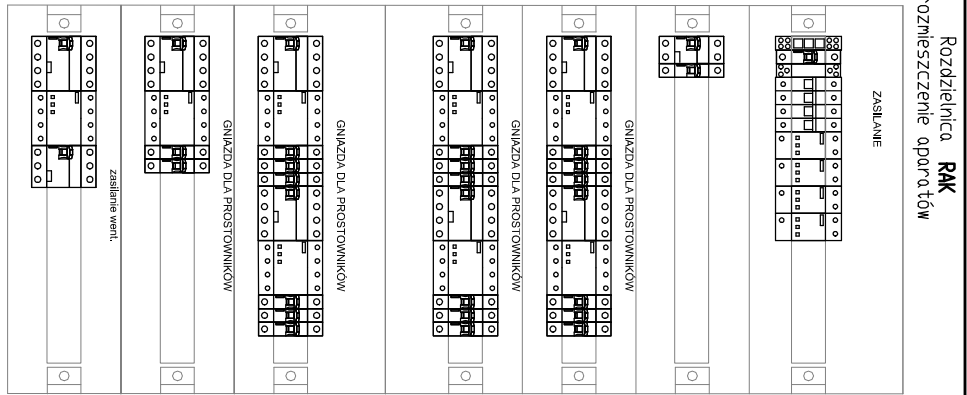 Rozdzielnica RAK
rozmieszczenie aparatów
ZASILANIE
GNIAZDA DLA PROSTOWNIKÓW
GNIAZDA DLA PROSTOWNIKÓW
GNIAZDA DLA PROSTOWNIKÓW
GNIAZDA DLA PROSTOWNIKÓW
zasilanie went.